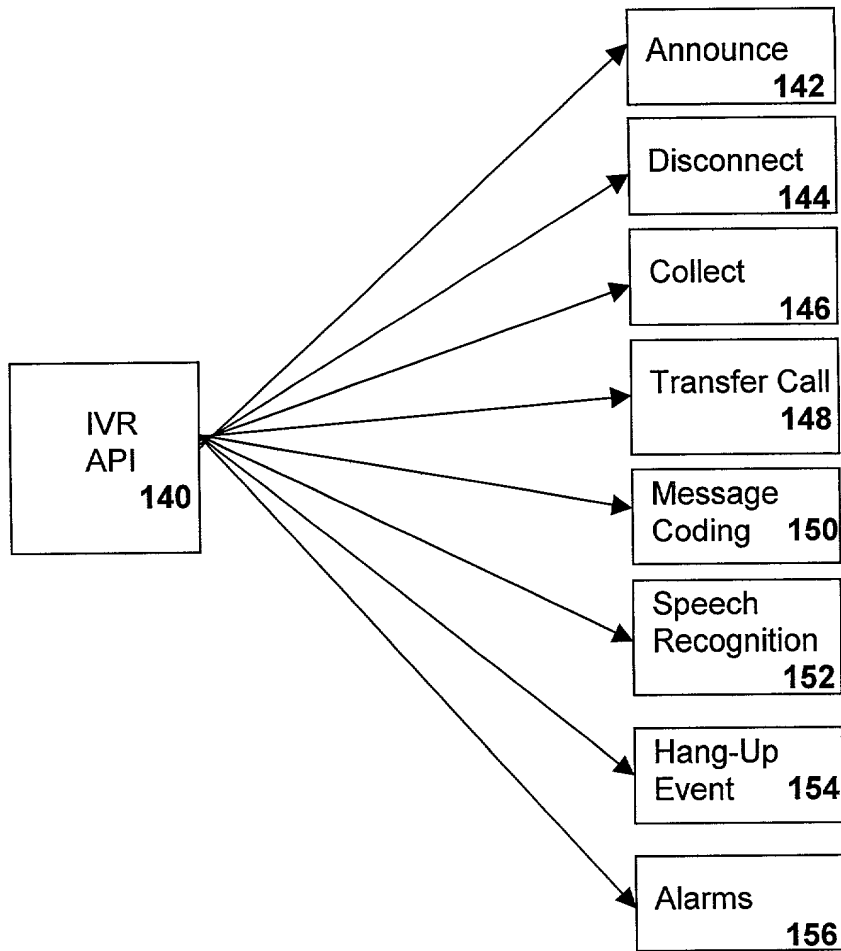 Announce
142
Disconnect
144
Collect
146
IVR
API
140
Transfer Call
148
Message
Coding 150
Speech
Recognition
152
Hang-Up
Event 154
Alarms
156